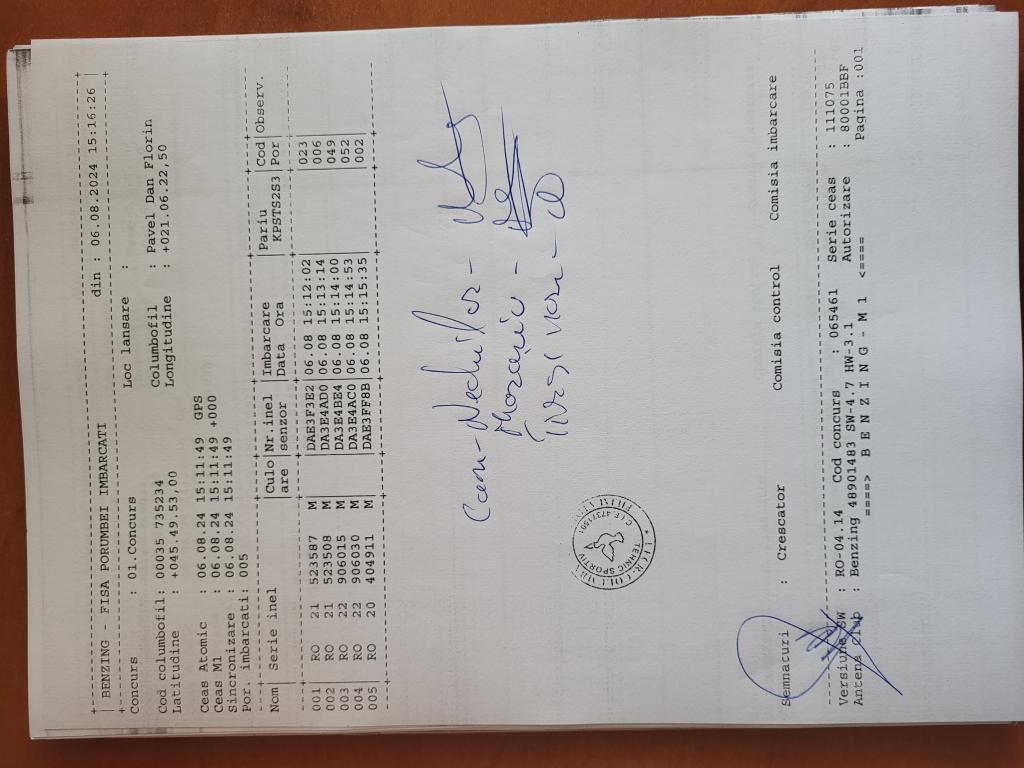 BENZING - FISA PORUMBEI IMBARCATI din : 06.08.2024 15:16:26
Concurs : 01.Concurs Loc lansare :
Cod columbofil: 00035 735234 Columbofil : Pavel Dan Florin
Latitudine : +045.49.53,00 Longitudine : +021.06.22,50
Ceas Atomic : 06.08.24 15:11:49 GPS
Ceas M1 : 06.08.24 15:11:49 +000
Sincronizare : 06.08.24 15:11:49
Por. imbarcati: 005
Nom Serie inel Culo Nr.inel Imbarcare Pariu Cod Observ.
are senzor Data Ora KPSTS2S3 Por
001 RO 21 523587 M DAE3F3E2 06.08 15:12:02 023
002 RO 21 523508 M DA3E4AD0 06.08 15:13:14 006
003 RO 22 906015 M DA3E4BE4 06.08 15:14:00 049
004 RO 22 906030 M DA3E4AC0 06.08 15:14:53 052
005 RO 20 404911 M DAE3FF8B 06.08 15:15:35 002
TEHNIC SPORTIV
C.I.F. 47371501
Semnaturi : Crescator Comisia control Comisia imbarcare
Versiune SW : RO-04.14 Cod concurs : 065461 Serie ceas : 111075
Antena Club : Benzing 48901483 SW-4.7 HW-3.1 Autorizare : 80001BBF
====> B E N Z I N G - M 1 <==== Pagina :001